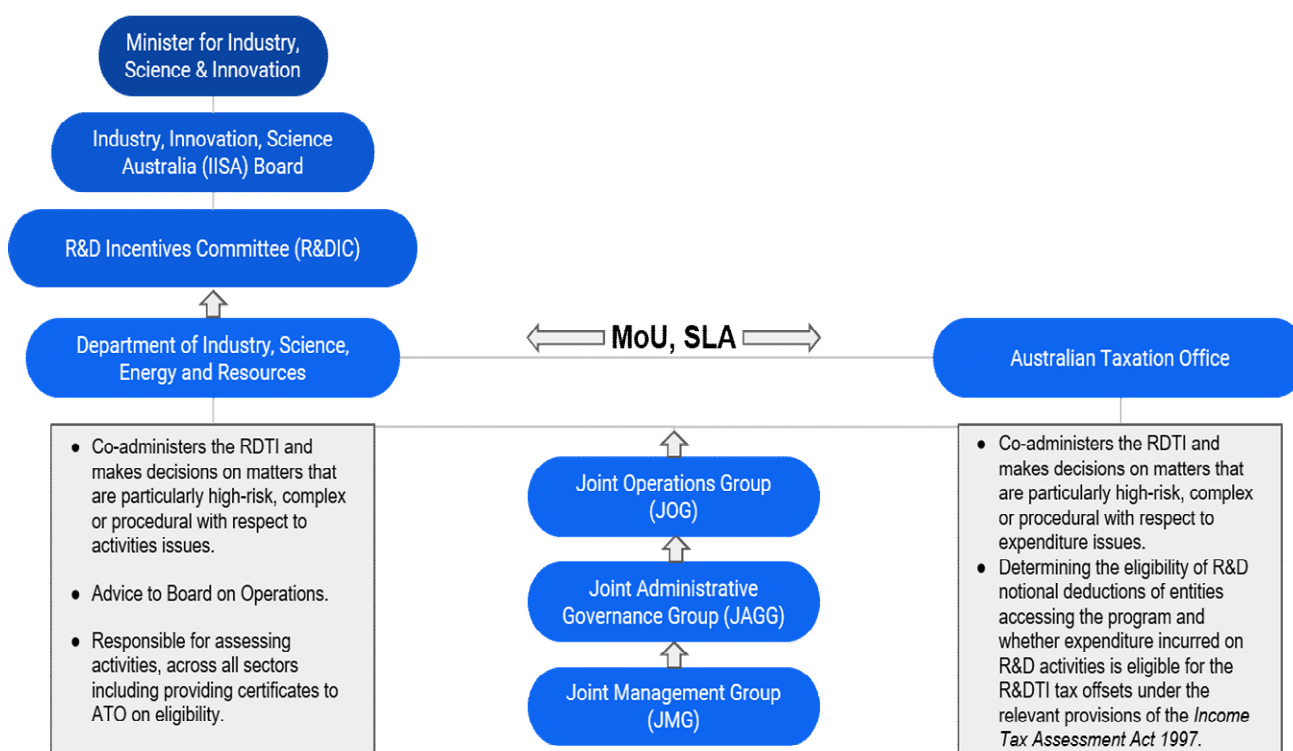 Minister for Industry,
Science & Innovation
Industry, Innovation, Science
Australia (IISA) Board
R&D Incentives Committee (R&DIC)
Department of Industry, Science,
Energy and Resources
MoU, SLA
Australian Taxation Office
● Co-administers the RDTI and
makes decisions on matters that
are particularly high-risk, complex
or procedural with respect to
activities issues.
● Advice to Board on Operations.
● Responsible for assessing
activities, across all sectors
including providing certificates to
ATO on eligibility.
Joint Operations Group
(JOG)
Joint Administrative
Governance Group (JAGG)
Joint Management Group
(JMG)
● Co-administers the RDTI and
makes decisions on matters that
are particularly high-risk, complex
or procedural with respect to
expenditure issues.
● Determining the eligibility of R&D
notional deductions of entities
accessing the program and
whether expenditure incurred on
R&D activities is eligible for the
R&DTI tax offsets under the
relevant provisions of the Income
Tax Assessment Act 1997.